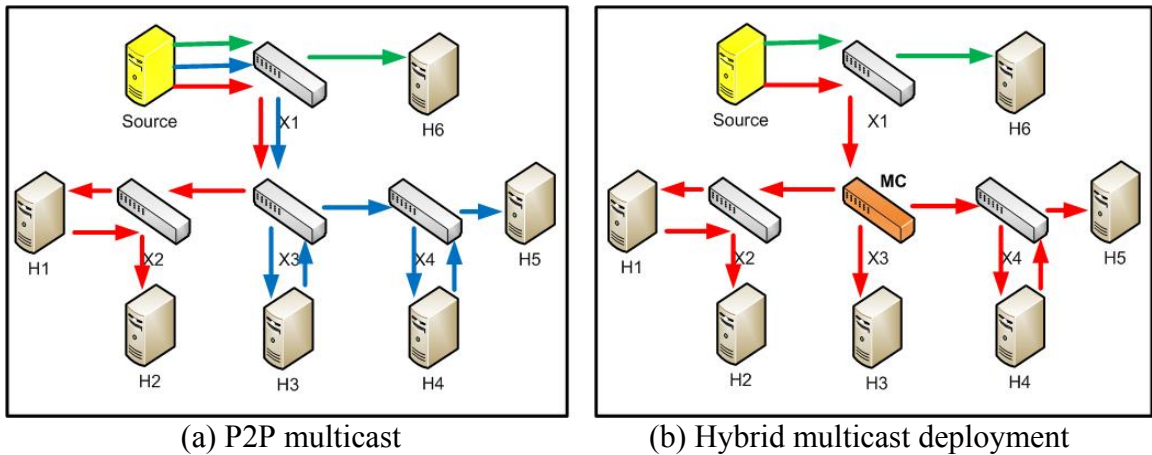 Source
X1
H6
H1
X2
X3
X4
H5
H2
H3
H4
(a) P2P multicast
Source
X1
H6
MC
H1
X2
X3
X4
H5
H2
H3
H4
(b) Hybrid multicast deployment